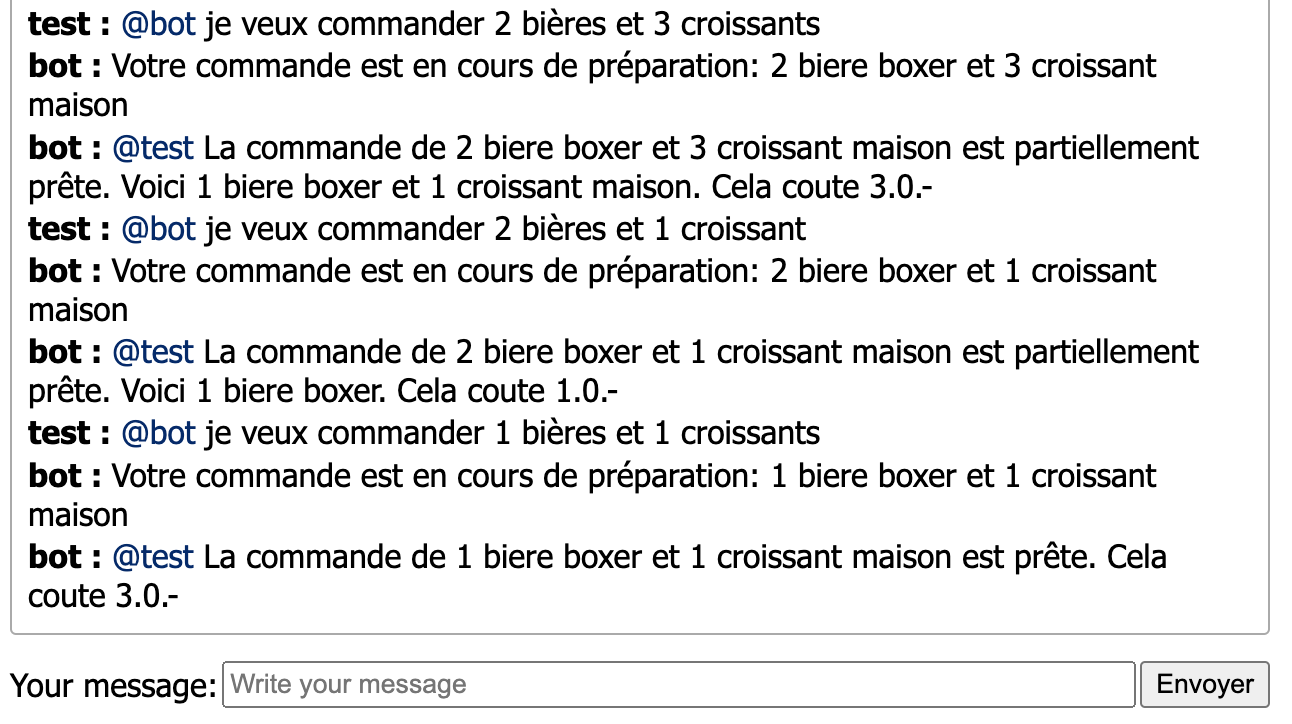 test : @bot je veux commander 2 bières et 3 croissants
bot : Votre commande est en cours de préparation: 2 biere boxer et 3 croissant
maison
bot : @test La commande de 2 biere boxer et 3 croissant maison est partiellement
prête. Voici 1 biere boxer et 1 croissant maison. Cela coute 3.0.-
test : @bot je veux commander 2 bières et 1 croissant
bot : Votre commande est en cours de préparation: 2 biere boxer et 1 croissant
maison
bot : @test La commande de 2 biere boxer et 1 croissant maison est partiellement
prête. Voici 1 biere boxer. Cela coute 1.0.-
test : @bot je veux commander 1 bières et 1 croissants
bot : Votre commande est en cours de préparation: 1 biere boxer et 1 croissant
maison
bot : @test La commande de 1 biere boxer et 1 croissant maison est prête. Cela
coute 3.0.-
Your message: Write your message Envoyer